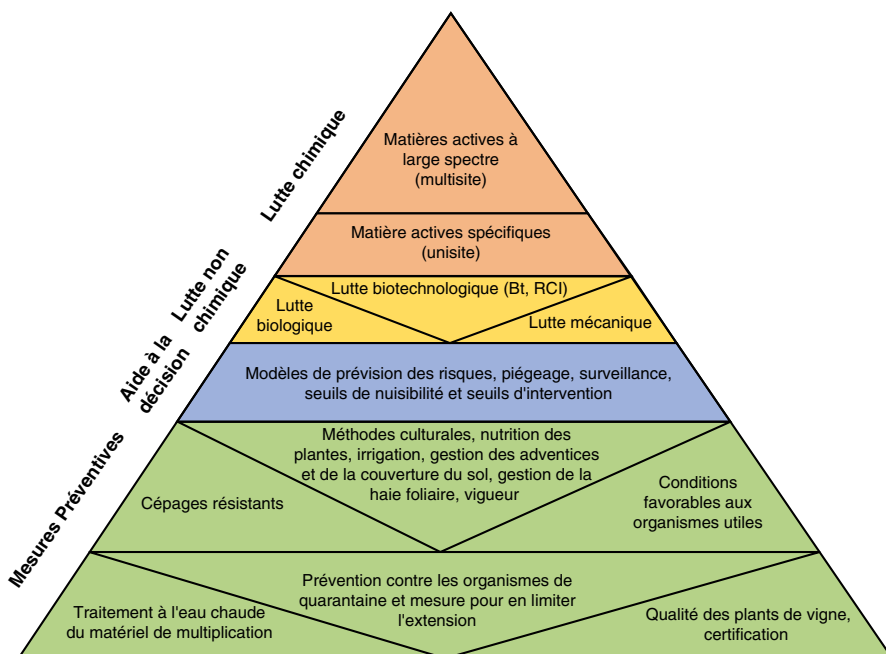 Lutte chimique
Matières actives à
large spectre
(multisite)
Matière actives spécifiques
(unisite)
Lutte non
chimique
Lutte biotechnologique (Bt, RCI)
Lutte
biologique
Lutte mécanique
Aide à la
décision
Modèles de prévision des risques, piégeage, surveillance,
seuils de nuisibilité et seuils d'intervention
Mesures Préventives
Méthodes culturales, nutrition des
plantes, irrigation, gestion des adventices
et de la couverture du sol, gestion de la
haie foliaire, vigueur
Cépages résistants
Conditions
favorables aux
organismes utiles
Prévention contre les organismes de
quarantaine et mesure pour en limiter
l'extension
Traitement à l'eau chaude
du matériel de multiplication
Qualité des plants de vigne,
certification